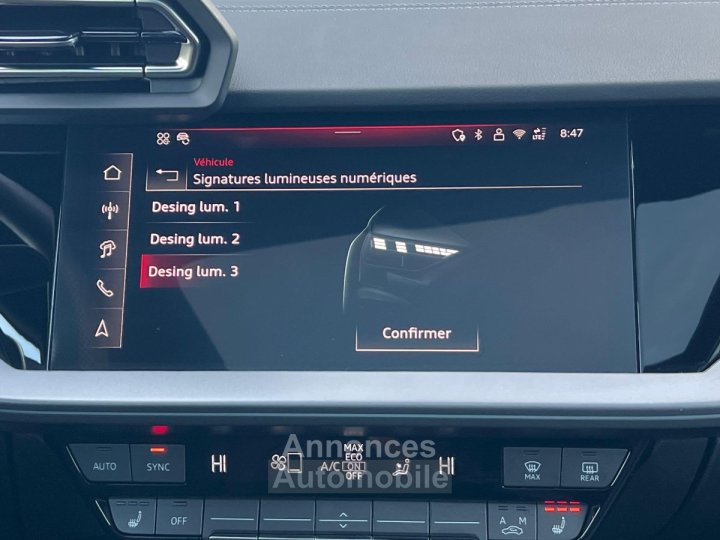 8:47
LTE
Véhicule
Signatures lumineuses numériques
Desing lum. 1
Desing lum. 2
Desing lum. 3
Confirmer
Annonces
Automobile
AUTO
SYNC
HI
A/C
MAX
ECO
ON
OFF
HI
MAX
REAR
OFF
A M